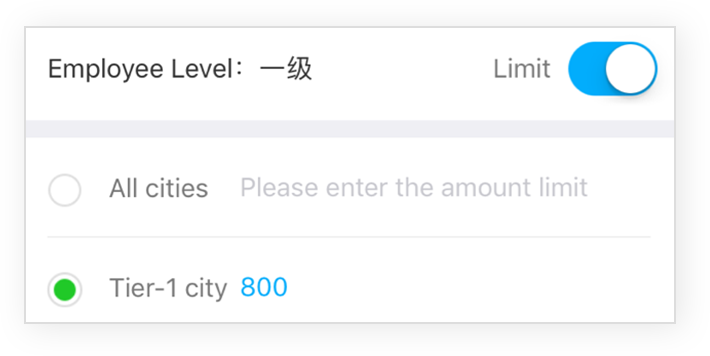 Employee Level：一级 Limit
All cities Please enter the amount limit
Tier-1 city 800